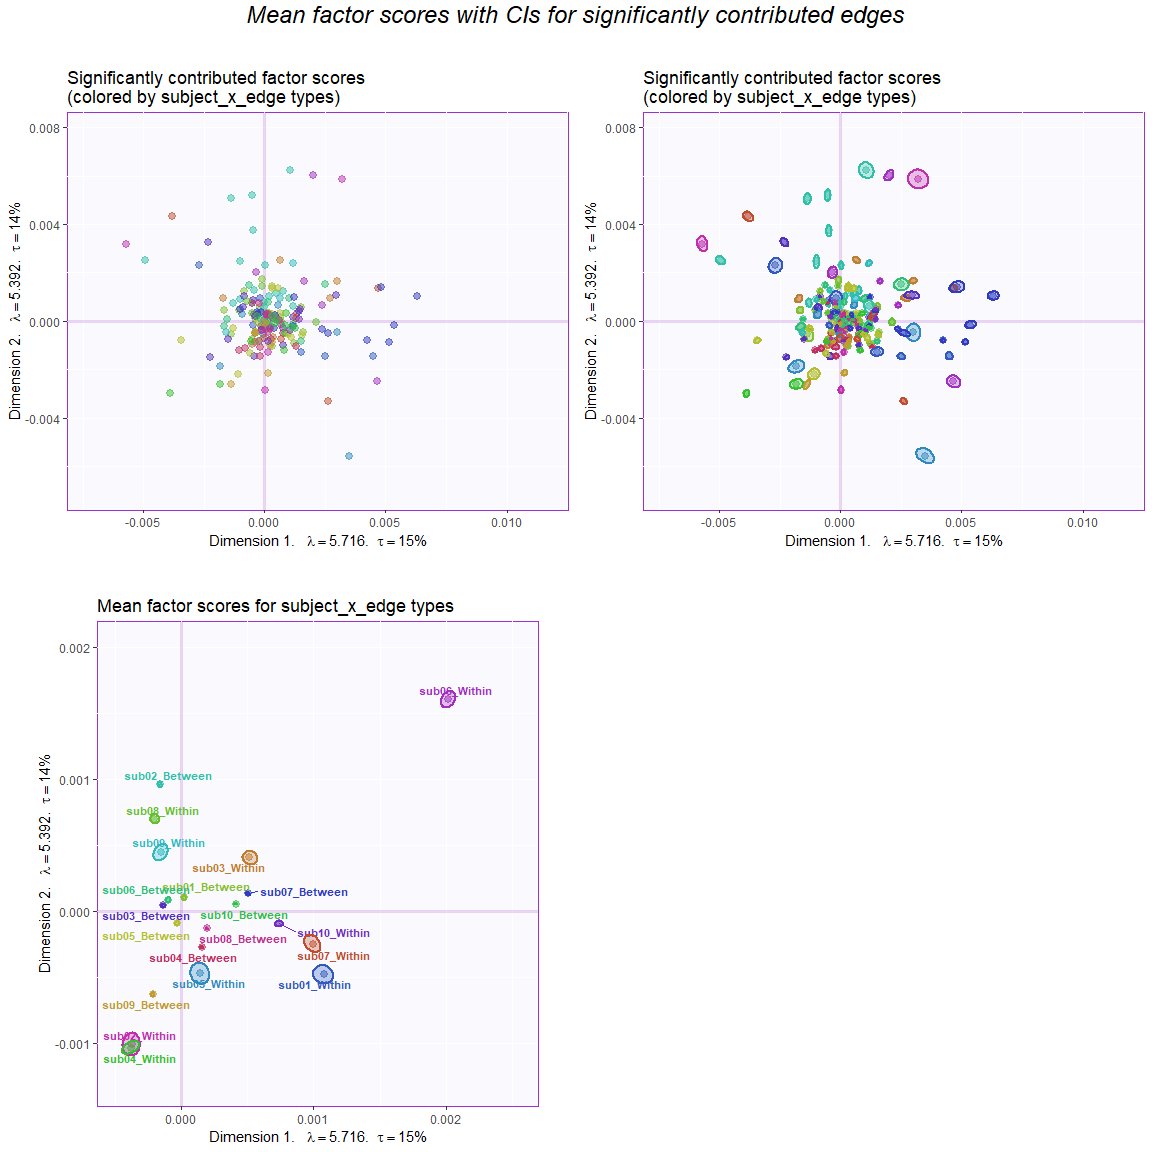 Mean factor scores with CIs for significantly contributed edges
Significantly contributed factor scores
(colored by subject_x_edge types)
0.008
0.004
0.000
-0.004
Dimension 2.  λ = 5.392.  τ = 14%
-0.005
0.000
0.005
0.010
Dimension 1.  λ = 5.716.  τ = 15%
Significantly contributed factor scores
(colored by subject_x_edge types)
0.008
0.004
0.000
-0.004
Dimension 2.  λ = 5.392.  τ = 14%
-0.005
0.000
0.005
0.010
Dimension 1.  λ = 5.716.  τ = 15%
Mean factor scores for subject_x_edge types
0.002
0.001
0.000
-0.001
Dimension 2.  λ = 5.392.  τ = 14%
sub06_Within
sub02_Between
sub08_Within
sub09_Within
sub03_Within
sub01_Between
sub06_Between
sub07_Between
sub03_Between
sub10_Between
sub10_Within
sub05_Between
sub08_Between
sub07_Within
sub04_Between
sub01_Within
sub09_Between
sub04_Within
0.000
0.001
0.002
Dimension 1.  λ = 5.716.  τ = 15%